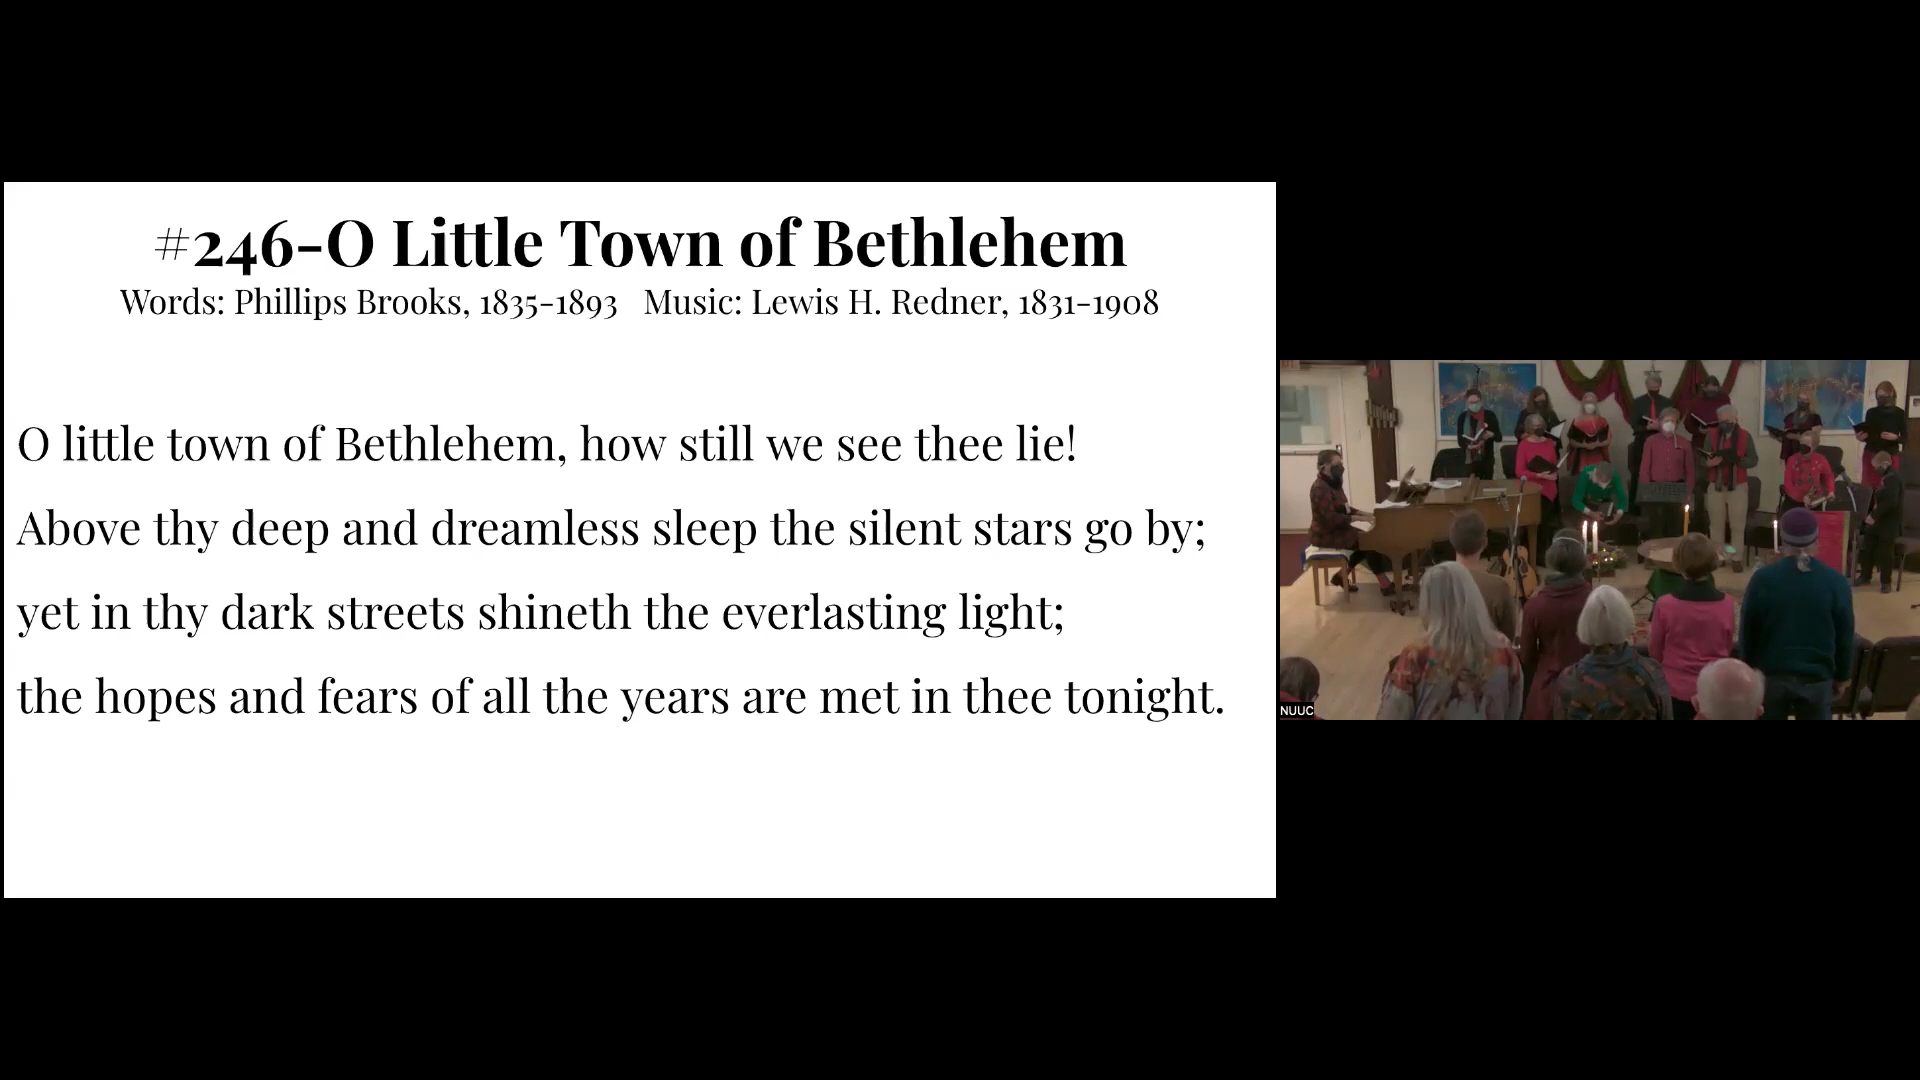 #246-O Little Town of Bethlehem
Words: Phillips Brooks, 1835-1893 Music: Lewis H. Redner, 1831-1908
O little town of Bethlehem, how still we see thee lie!
Above thy deep and dreamless sleep the silent stars go by;
yet in thy dark streets shineth the everlasting light;
the hopes and fears of all the years are met in thee tonight.
NUUC